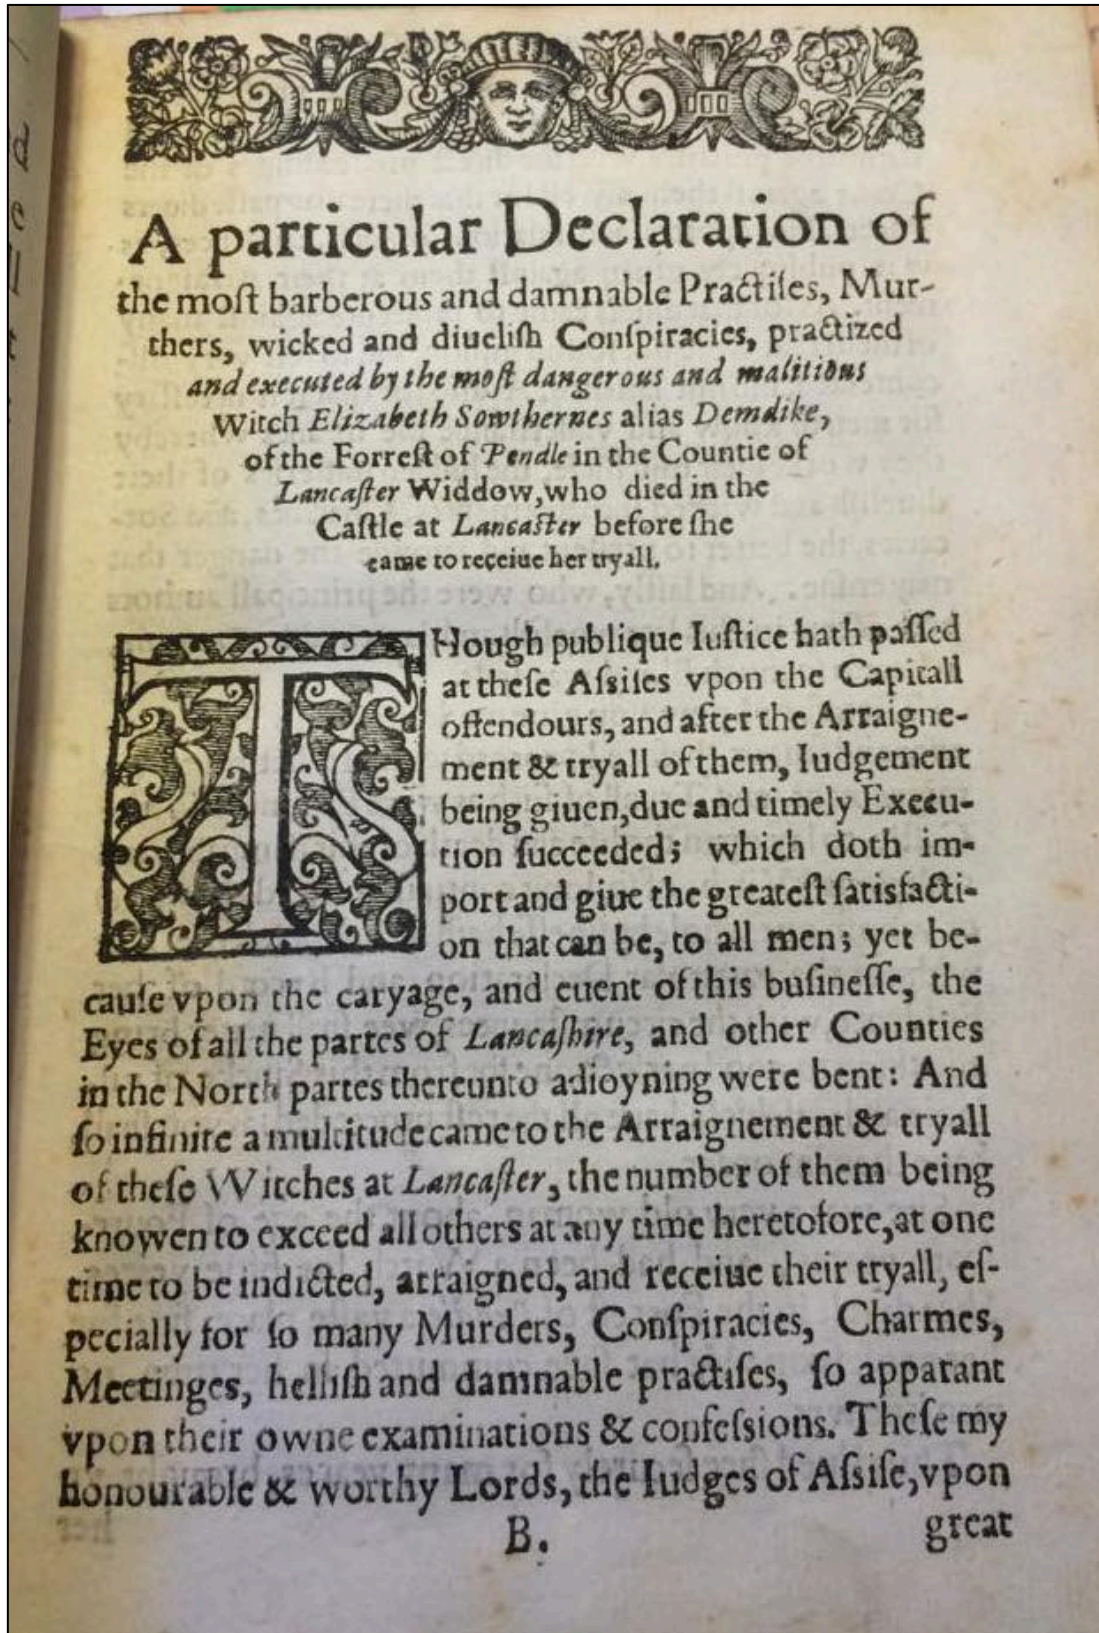 A particular Declaration of
the moſt barberous and damnable Practiſes, Mur-
thers, wicked and diueliſh Conſpiracies, practized
and executed by the moſt dangerous and malitious
Witch Elizabeth Sowthernes alias Demdike,
of the Forreſt of Pendle in the Countie of
Lancaſter Widdow, who died in the
Caſtle at Lancaſter before ſhe
came to receiue her tryall.
THough publique Iuſtice hath paſſed
at theſe Aſsiſes vpon the Capitall
offendours, and after the Arraigne-
ment & tryall of them, Iudgement
being giuen, due and timely Execu-
tion ſucceeded; which doth im-
port and giue the greateſt ſatisfacti-
on that can be, to all men; yet be-
cauſe vpon the caryage, and euent of this buſineſſe, the
Eyes of all the partes of Lancaſhire, and other Counties
in the North partes thereunto adioyning were bent: And
ſo infinite a multitude came to the Arraignement & tryall
of theſe Witches at Lancaſter, the number of them being
knowen to exceed all others at any time heretofore, at one
time to be indicted, arraigned, and receiue their tryall, eſ-
pecially for ſo many Murders, Conſpiracies, Charmes,
Meetinges, helliſh and damnable practiſes, ſo apparant
vpon their owne examinations & confeſsions. Theſe my
honourable & worthy Lords, the Iudges of Aſsiſe, vpon
B.
great